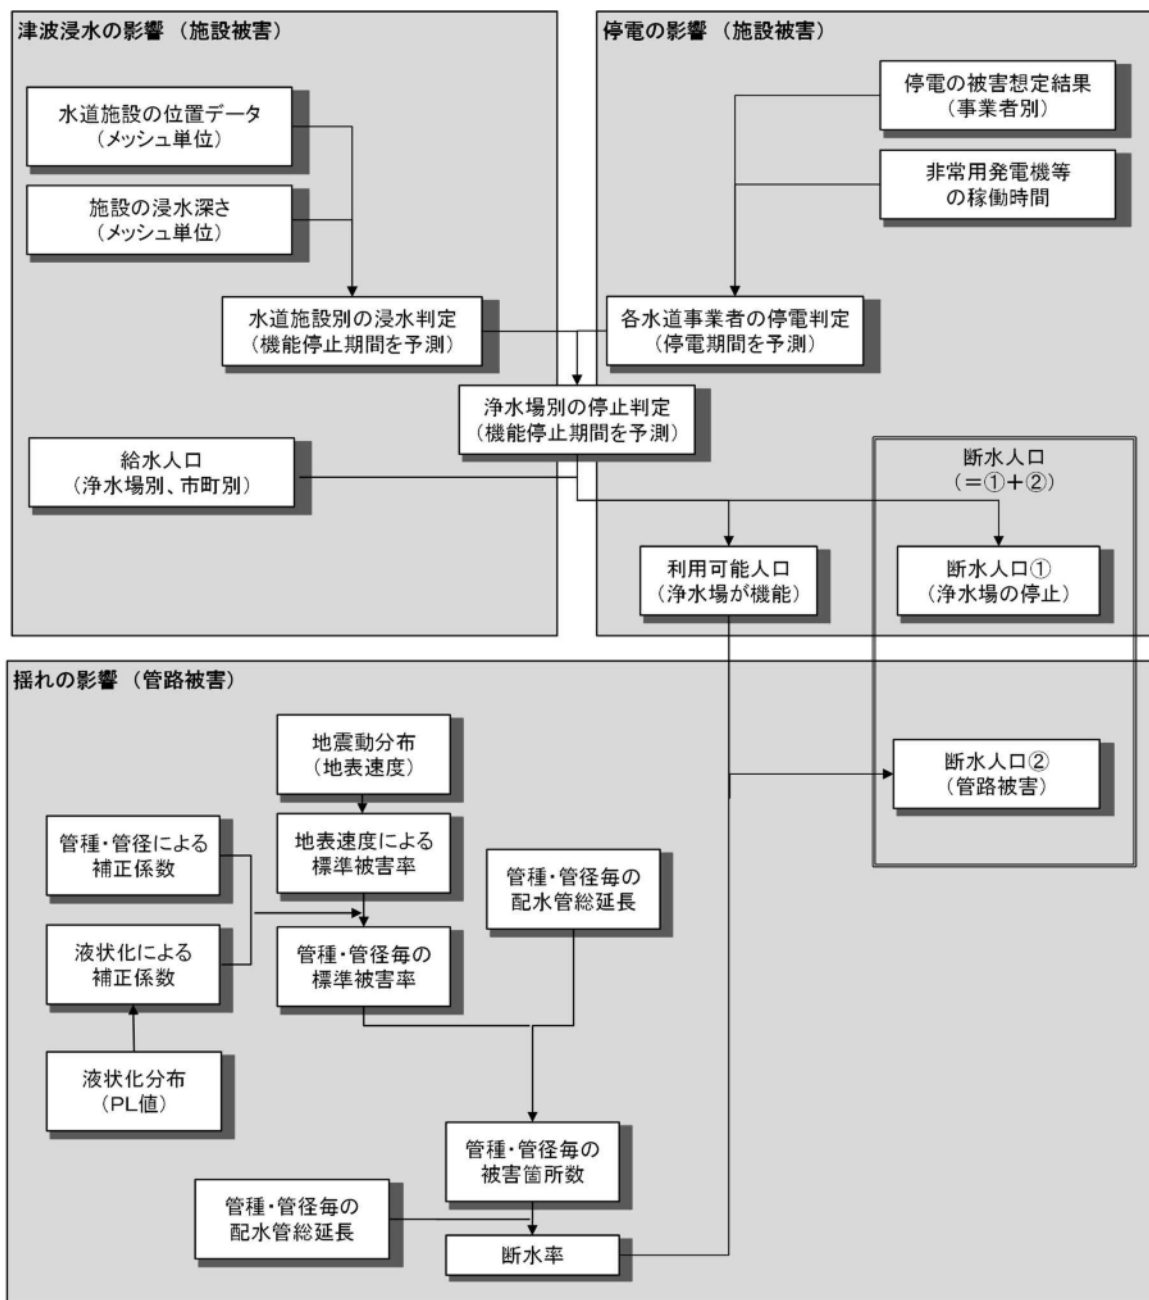 津波浸水の影響（施設被害）
水道施設の位置データ
（メッシュ単位）
施設の浸水深さ
（メッシュ単位）
水道施設別の浸水判定
（機能停止期間を予測）
停電の影響（施設被害）
停電の被害想定結果
（事業者別）
非常用発電機等
の稼働時間
各水道事業者の停電判定
（停電期間を予測）
浄水場別の停止判定
（機能停止期間を予測）
給水人口
（浄水場別、市町別）
断水人口
（＝①＋②）
利用可能人口
（浄水場が機能）
断水人口①
（浄水場の停止）
揺れの影響（管路被害）
地震動分布
（地表速度）
断水人口②
（管路被害）
管種・管径による
補正係数
地表速度による
標準被害率
管種・管径毎の
配水管総延長
液状化による
補正係数
管種・管径毎の
標準被害率
液状化分布
（PL値）
管種・管径毎の
被害箇所数
管種・管径毎の
配水管総延長
断水率